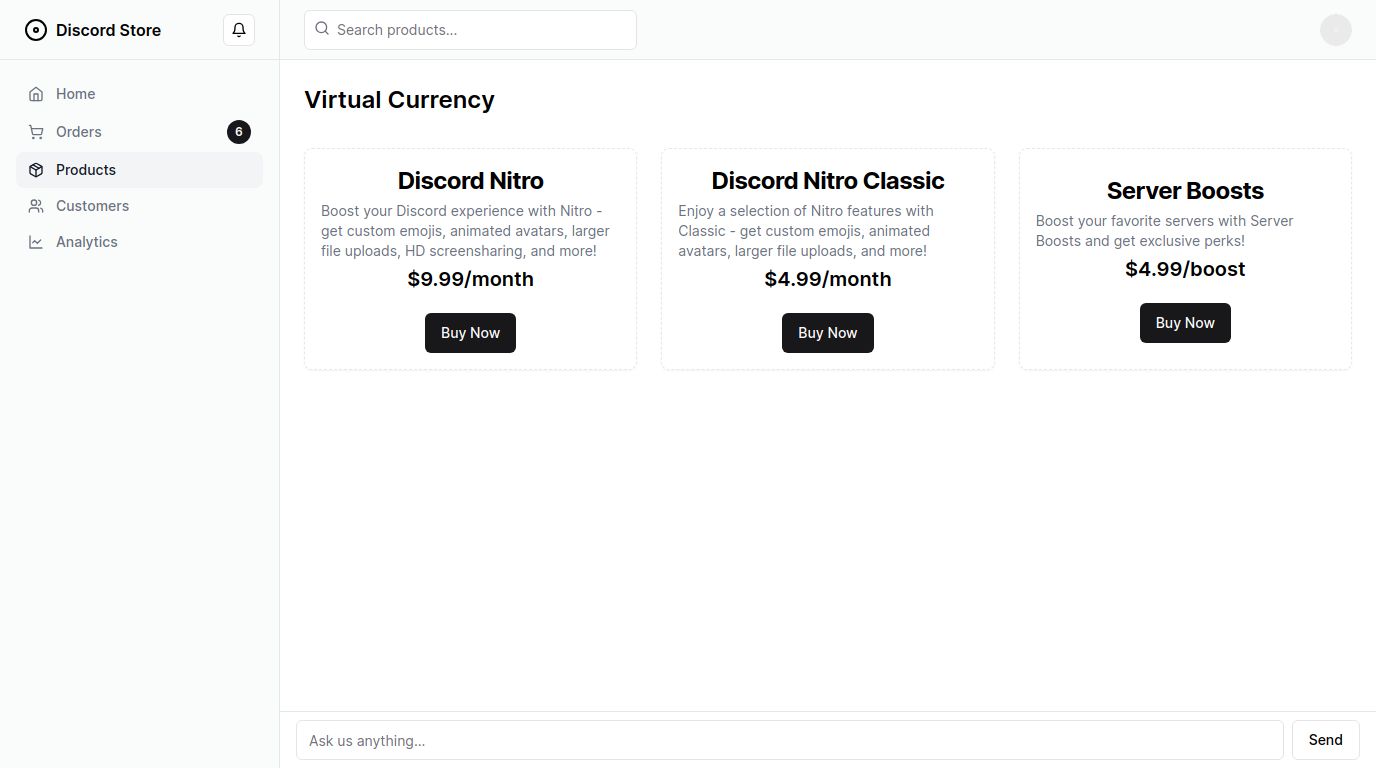 Discord Store
Search products...
Home
Orders
6
Products
Customers
Analytics
Virtual Currency
Discord Nitro
Boost your Discord experience with Nitro -
get custom emojis, animated avatars, larger
file uploads, HD screensharing, and more!
$9.99/month
Buy Now
Discord Nitro Classic
Enjoy a selection of Nitro features with
Classic - get custom emojis, animated
avatars, larger file uploads, and more!
$4.99/month
Buy Now
Server Boosts
Boost your favorite servers with Server
Boosts and get exclusive perks!
$4.99/boost
Buy Now
Ask us anything...
Send